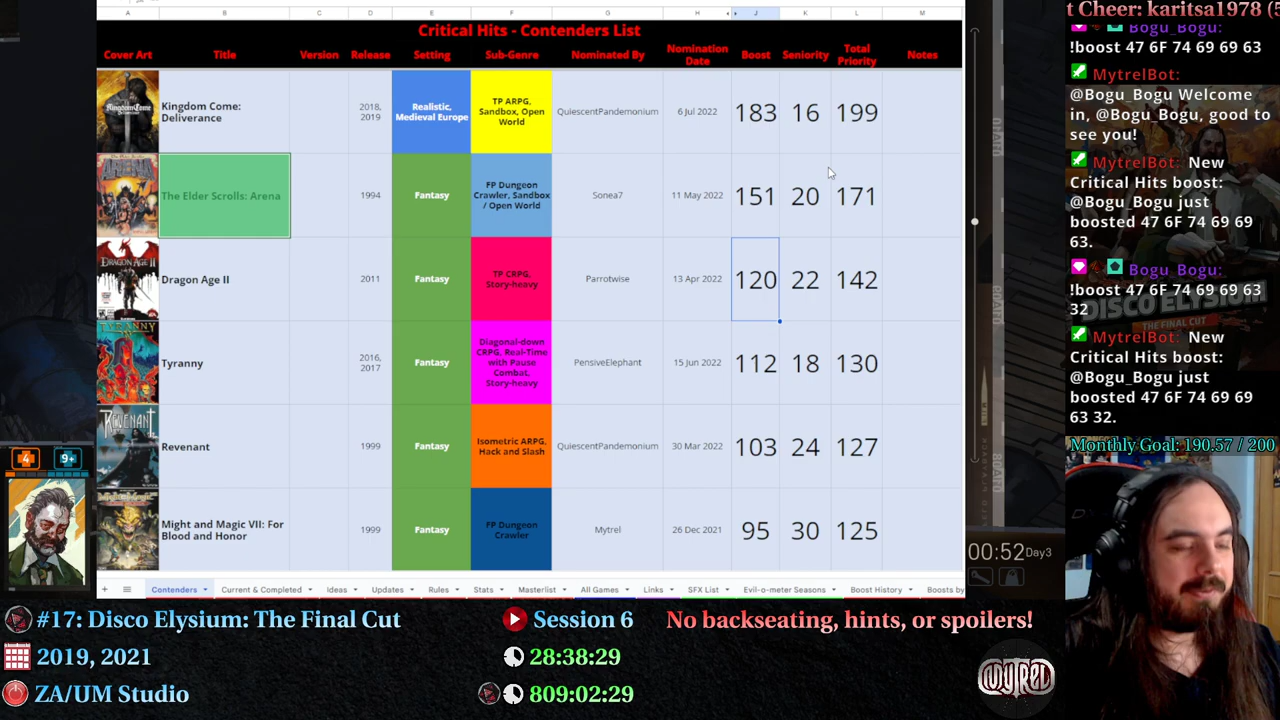 A B C D E F G H J K L M
Critical Hits - Contenders List
Cover Art Title Version Release Setting Sub-Genre Nominated By Nomination Date Boost Seniority Total Priority Notes
Kingdom Come: Deliverance 2018, 2019 Realistic, Medieval Europe TP ARPG, Sandbox, Open World QuiescentPandemonium 6 Jul 2022 183 16 199
The Elder Scrolls: Arena 1994 Fantasy FP Dungeon Crawler, Sandbox / Open World Sonea7 11 May 2022 151 20 171
Dragon Age II 2011 Fantasy TP CRPG, Story-heavy Parrotwise 13 Apr 2022 120 22 142
Tyranny 2016, 2017 Fantasy Diagonal-down CRPG, Real-Time with Pause Combat, Story-heavy PensiveElephant 15 Jun 2022 112 18 130
Revenant 1999 Fantasy Isometric ARPG, Hack and Slash QuiescentPandemonium 30 Mar 2022 103 24 127
Might and Magic VII: For Blood and Honor 1999 Fantasy FP Dungeon Crawler Mytrel 26 Dec 2021 95 30 125
+ Contenders Current & Completed Ideas Updates Rules Stats Masterlist All Games Links SFX List Evil-o-meter Seasons Boost History Boosts by
4 9+
00:52 Day3
t Cheer: karitsa1978 (5
Bogu_Bogu:
!boost 47 6F 74 69 69 63
MytrelBot:
@Bogu_Bogu Welcome
in, @Bogu_Bogu, good to
see you!
MytrelBot: New
Critical Hits boost:
@Bogu_Bogu just
boosted 47 6F 74 69 69
63.
Bogu_Bogu:
!boost 47 6F 74 69 69 63
32
DISCO ELYSIUM
THE FINAL CUT
MytrelBot: New
Critical Hits boost:
@Bogu_Bogu just
boosted 47 6F 74 69 69
63 32.
Monthly Goal: 190.57 / 200
#17: Disco Elysium: The Final Cut
Session 6
No backseating, hints, or spoilers!
2019, 2021
28:38:29
ZA/UM Studio
809:02:29
MYTREL